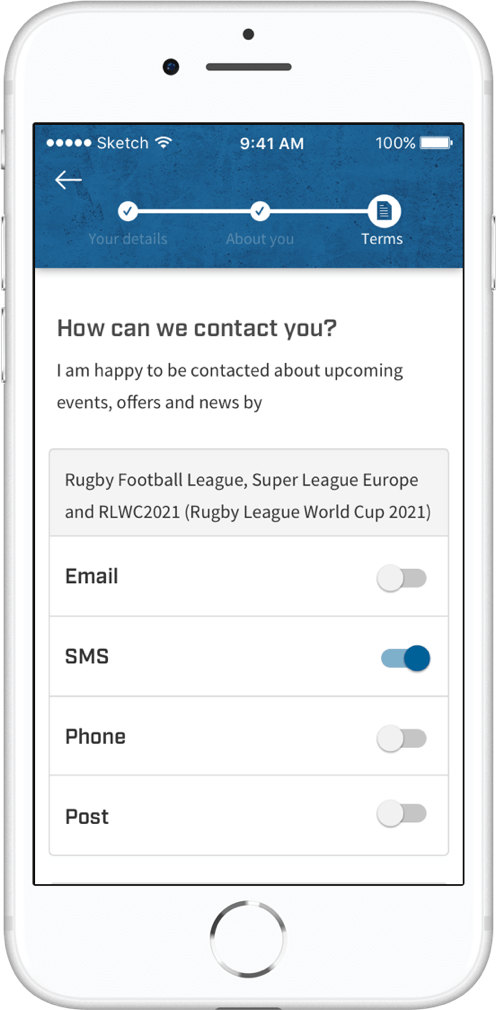 Sketch 9:41 AM 100%
Your details About you Terms
How can we contact you?
I am happy to be contacted about upcoming
events, offers and news by
Rugby Football League, Super League Europe
and RLWC2021 (Rugby League World Cup 2021)
Email
SMS
Phone
Post